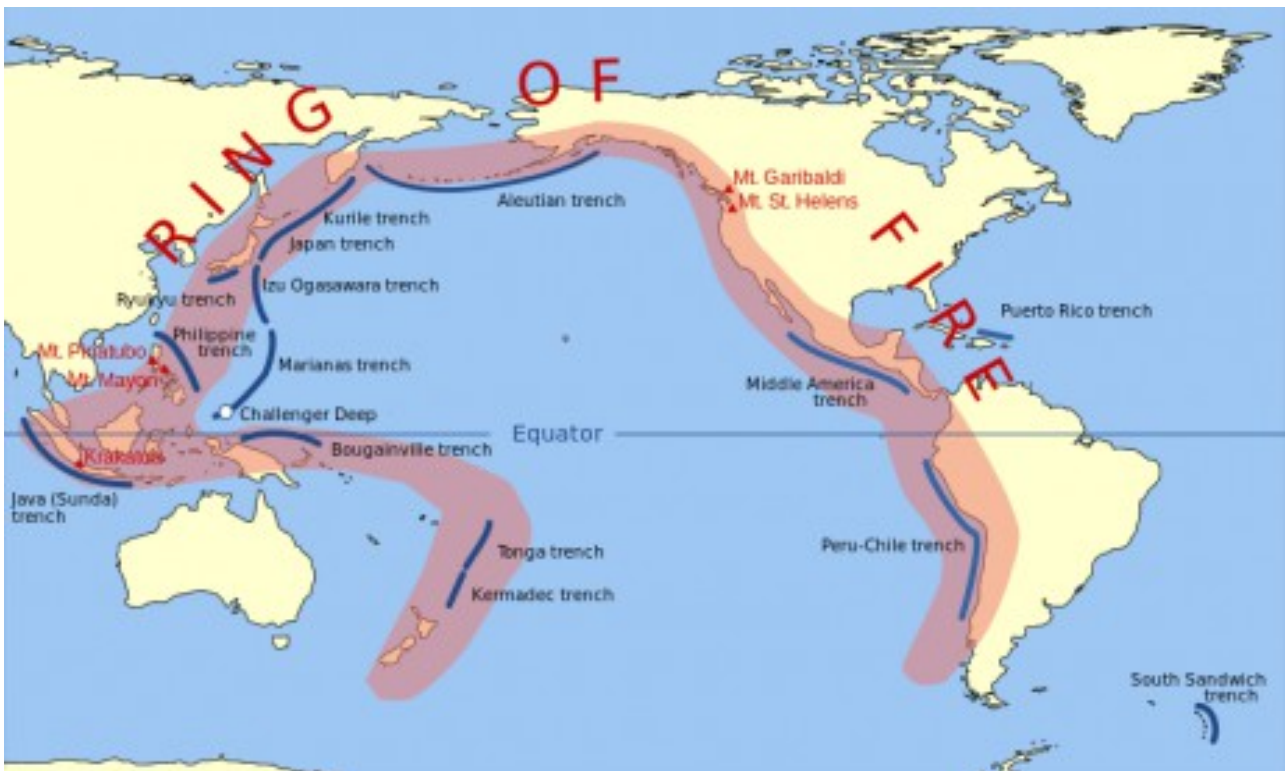 RING OF FIRE
Mt. Garibaldi
Mt. St. Helens
Aleutian trench
Kurile trench
Japan trench
Izu Ogasawara trench
Ryukyu trench
Puerto Rico trench
Philippine
trench
Mt. Pinatubo
Mt. Mayon
Marianas trench
Middle America
trench
Challenger Deep
Equator
Bougainville trench
Krakatoa
Java (Sunda)
trench
Peru-Chile trench
Tonga trench
Kermadec trench
South Sandwich
trench